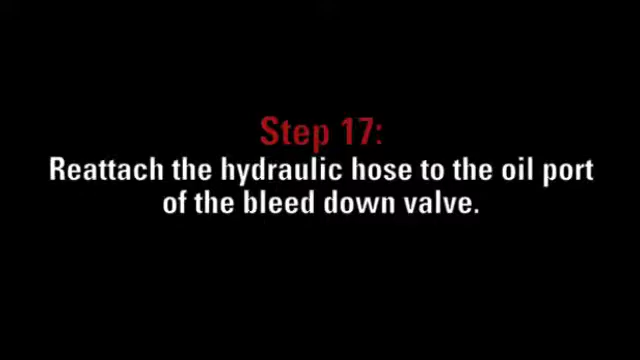 Step 17:
Reattach the hydraulic hose to the oil port
of the bleed down valve.